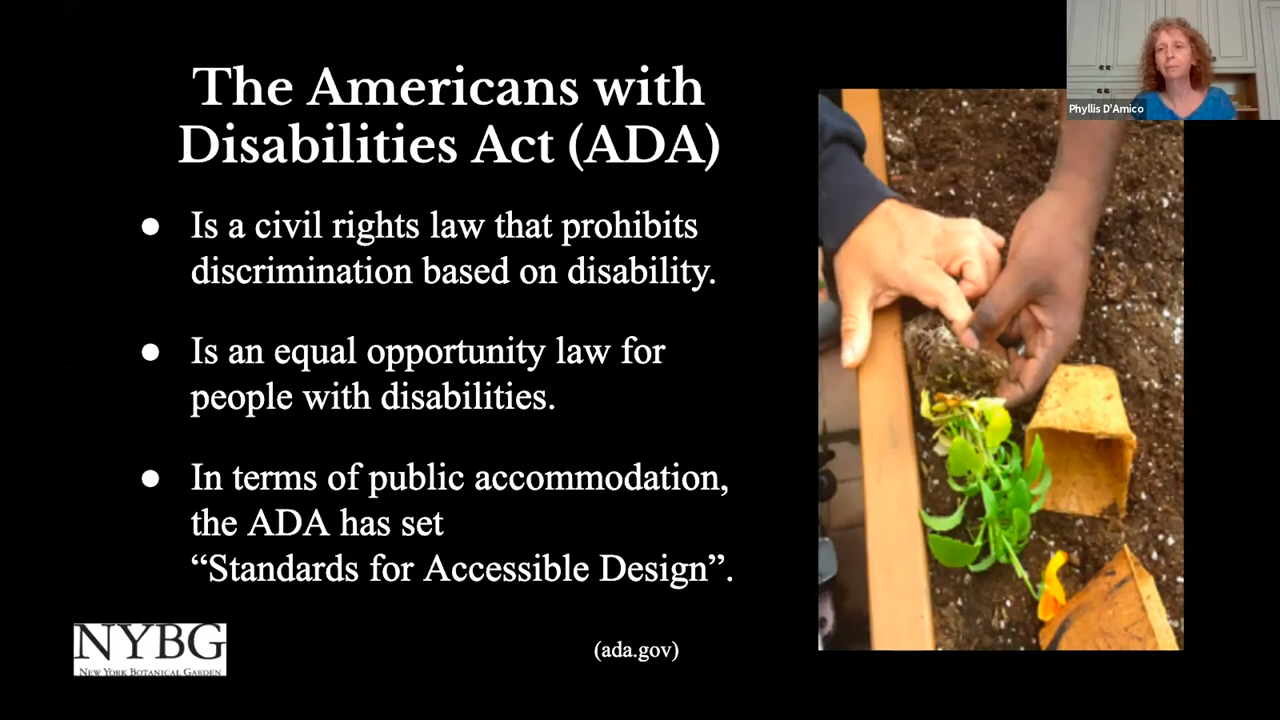 The Americans with
Disabilities Act (ADA)
● Is a civil rights law that prohibits
discrimination based on disability.
● Is an equal opportunity law for
people with disabilities.
● In terms of public accommodation,
the ADA has set
“Standards for Accessible Design”.
(ada.gov)
NYBG
NEW YORK BOTANICAL GARDEN
Phyllis D'Amico